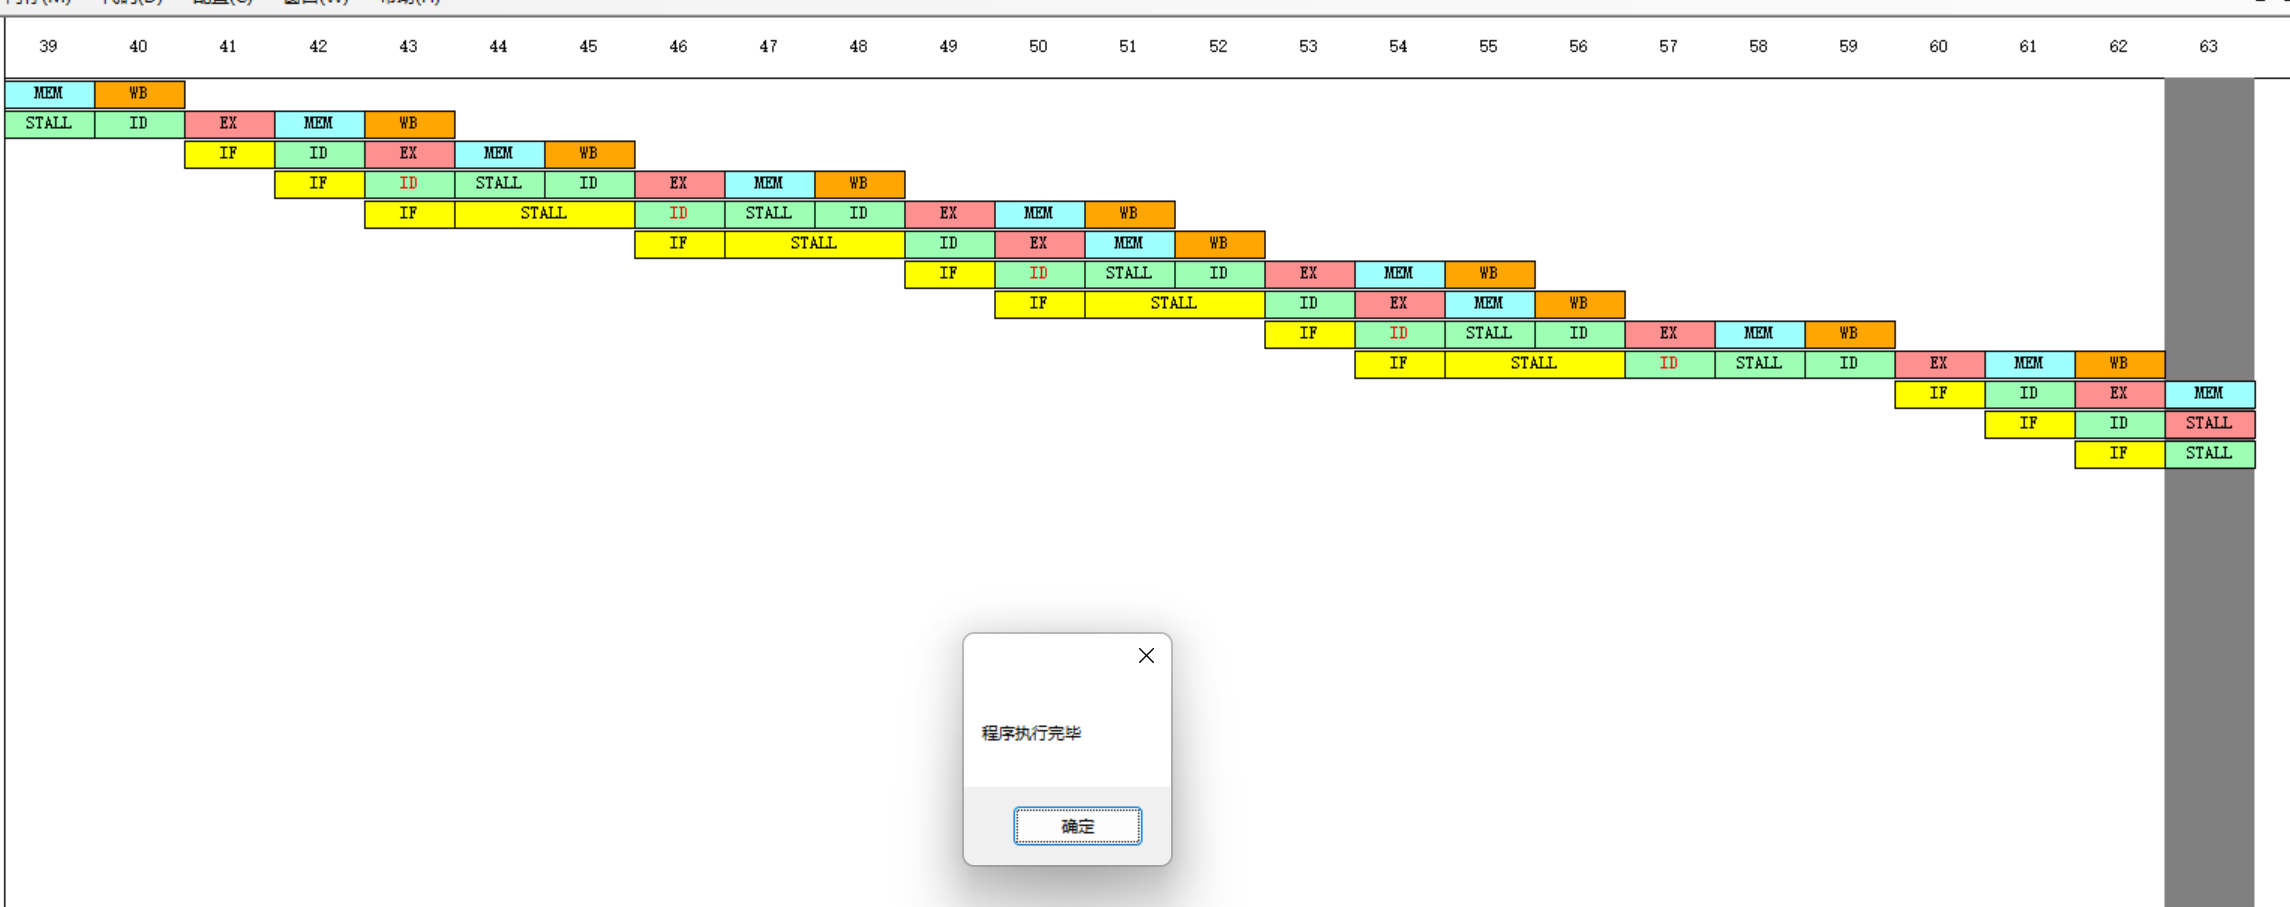 39 40 41 42 43 44 45 46 47 48 49 50 51 52 53 54 55 56 57 58 59 60 61 62 63
MEM WB
STALL ID EX MEM WB
IF ID EX MEM WB
IF ID STALL ID EX MEM WB
IF STALL ID STALL ID EX MEM WB
IF STALL ID EX MEM WB
IF ID STALL ID EX MEM WB
IF STALL ID EX MEM WB
IF ID STALL ID EX MEM WB
IF STALL ID STALL ID EX MEM WB
IF ID EX MEM
IF ID STALL
IF STALL
程序执行完毕
确定